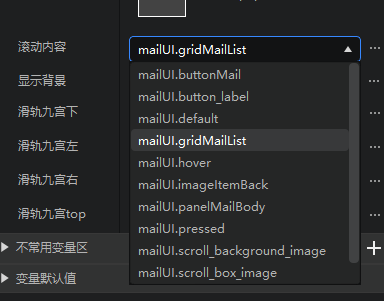 滚动内容
mailUI.gridMailList
显示背景
滑轨九宫下
滑轨九宫左
滑轨九宫右
滑轨九宫top
mailUI.buttonMail
mailUI.button_label
mailUI.default
mailUI.gridMailList
mailUI.hover
mailUI.imageItemBack
mailUI.panelMailBody
mailUI.pressed
mailUI.scroll_background_image
mailUI.scroll_box_image
不常用变量区
变量默认值